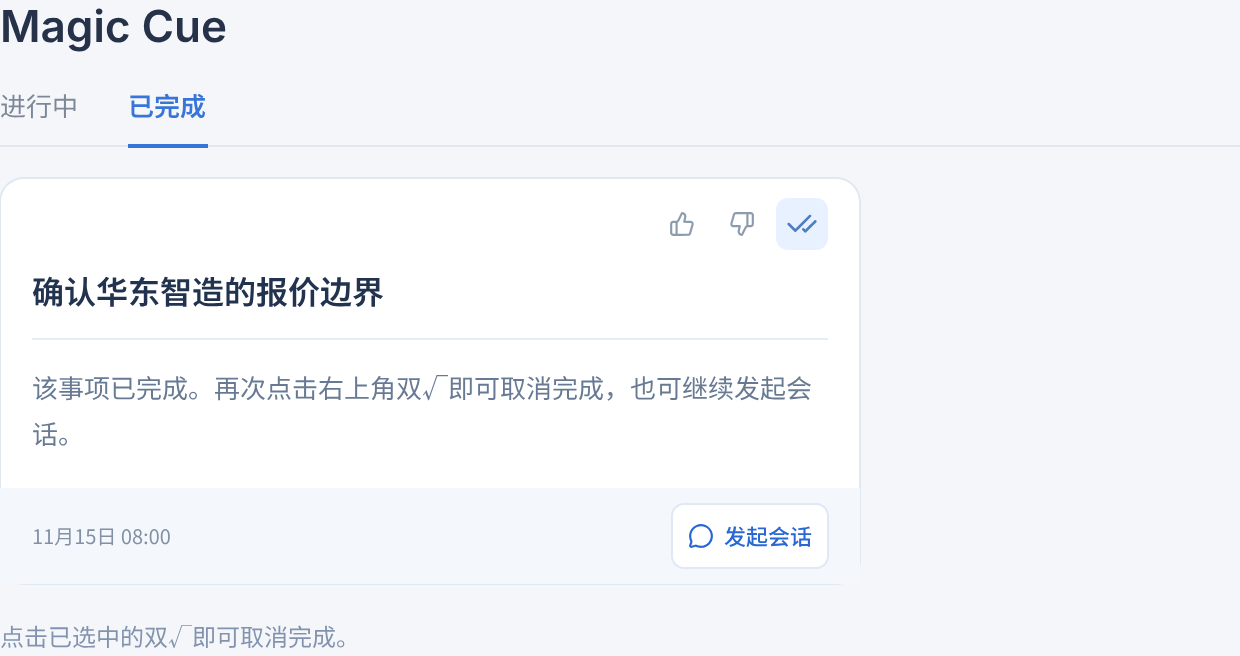 Magic Cue
进行中 已完成
确认华东智造的报价边界
该事项已完成。再次点击右上角双√即可取消完成，也可继续发起会
话。
11月15日 08:00 发起会话
点击已选中的双√即可取消完成。